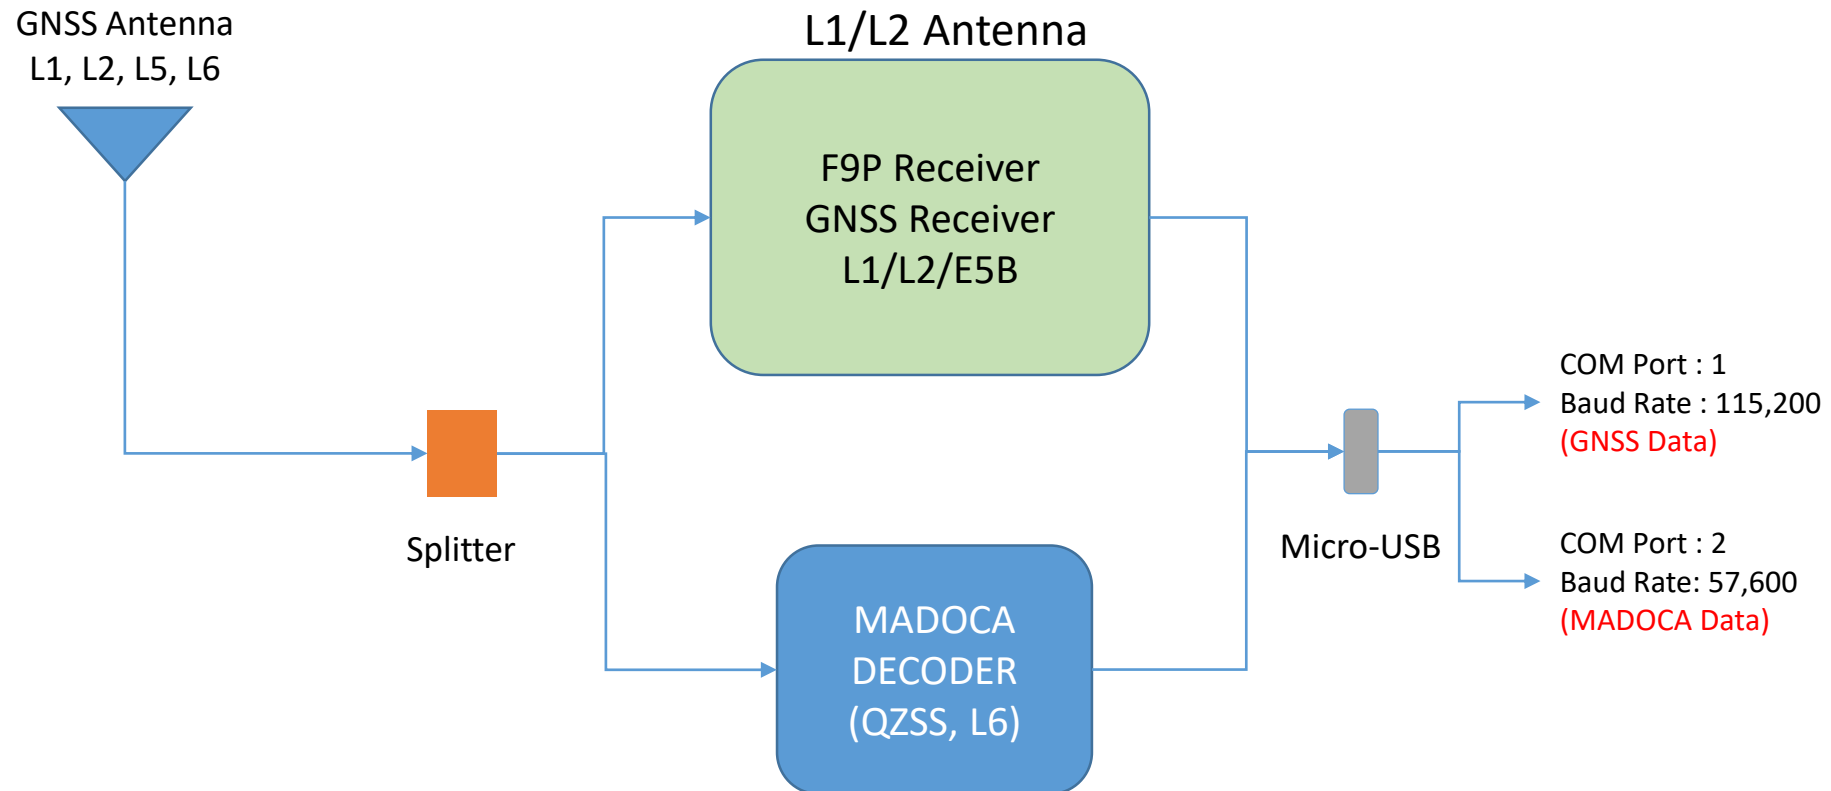 GNSS Antenna
L1, L2, L5, L6
L1/L2 Antenna
F9P Receiver
GNSS Receiver
L1/L2/E5B
Splitter
MADOCA
DECODER
(QZSS, L6)
Micro-USB
COM Port : 1
Baud Rate : 115,200
(GNSS Data)
COM Port : 2
Baud Rate: 57,600
(MADOCA Data)